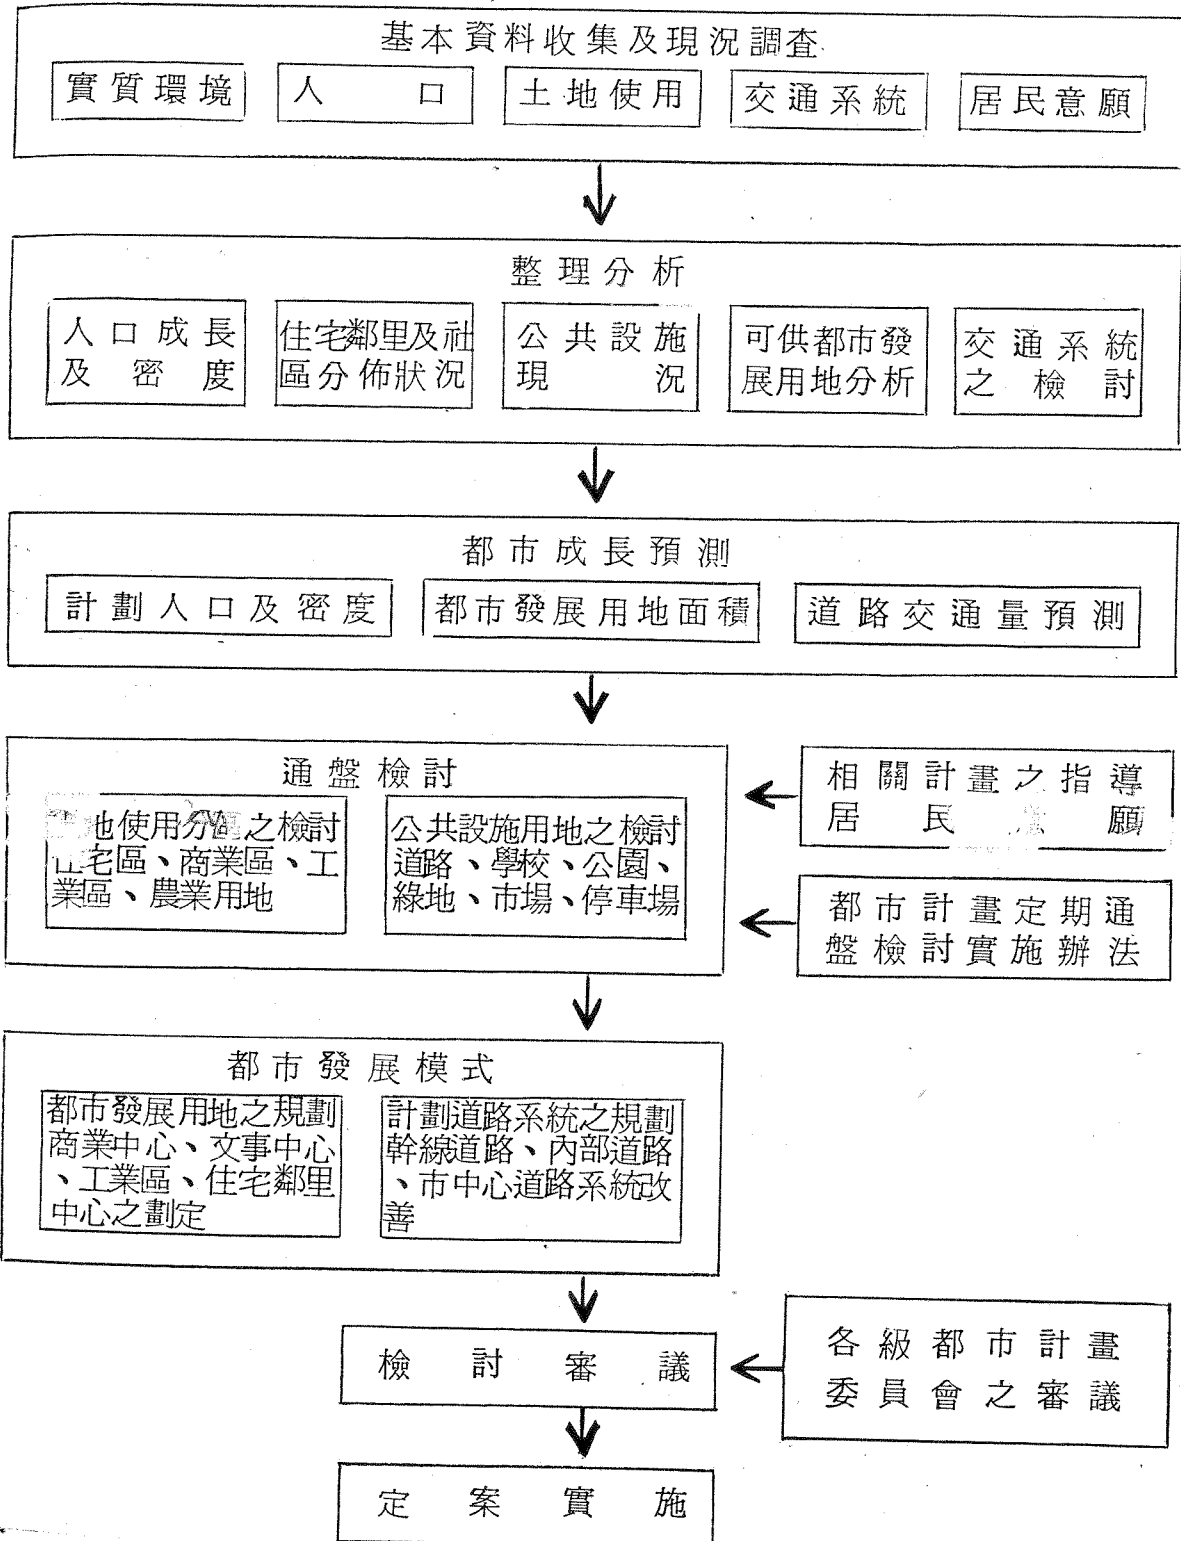 基本資料收集及現況調查
實質環境
人口
土地使用
交通系統
居民意願
整理分析
人口成長
及密度
住宅鄰里及社
區分佈狀況
公共設施
現況
可供都市發
展用地分析
交通系統
之檢討
都市成長預測
計劃人口及密度
都市發展用地面積
道路交通量預測
通盤檢討
地使用分區之檢討
宅區、商業區、工
業區、農業用地
公共設施用地之檢討
道路、學校、公園、
綠地、市場、停車場
相關計畫之指導
居民願
都市計畫定期通
盤檢討實施辦法
都市發展模式
都市發展用地之規劃
商業中心、文事中心
、工業區、住宅鄰里
中心之劃定
計劃道路系統之規劃
幹線道路、內部道路
、市中心道路系統改
善
檢討審議
各級都市計畫
委員會之審議
定案實施